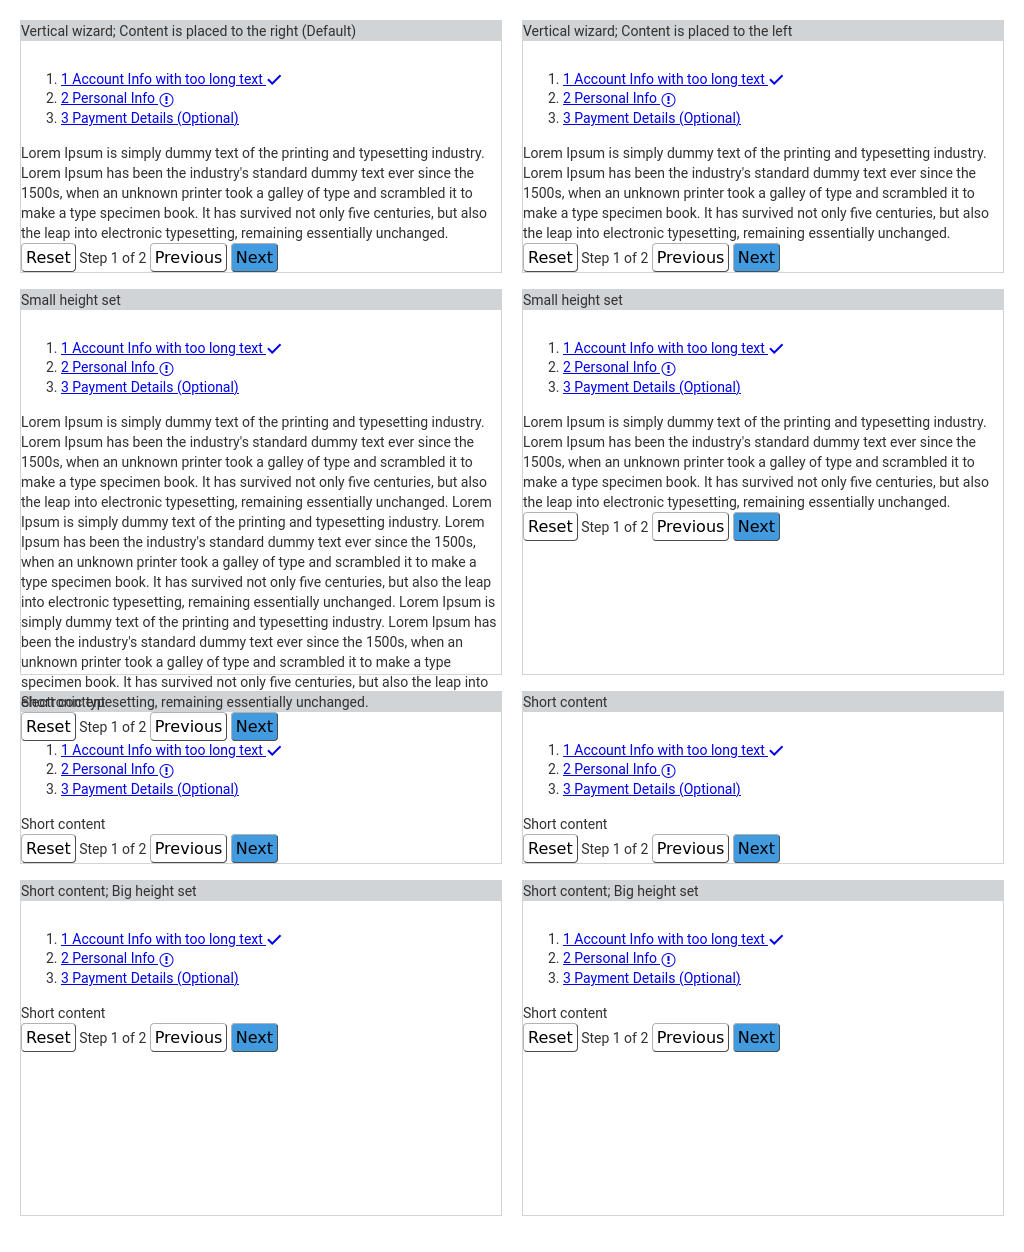 Vertical wizard; Content is placed to the right (Default)
1. 1 Account Info with too long text
2. 2 Personal Info
3. 3 Payment Details (Optional)
Lorem Ipsum is simply dummy text of the printing and typesetting industry.
Lorem Ipsum has been the industry's standard dummy text ever since the
1500s, when an unknown printer took a galley of type and scrambled it to
make a type specimen book. It has survived not only five centuries, but also
the leap into electronic typesetting, remaining essentially unchanged.
Reset Step 1 of 2 Previous Next
Vertical wizard; Content is placed to the left
1. 1 Account Info with too long text
2. 2 Personal Info
3. 3 Payment Details (Optional)
Lorem Ipsum is simply dummy text of the printing and typesetting industry.
Lorem Ipsum has been the industry's standard dummy text ever since the
1500s, when an unknown printer took a galley of type and scrambled it to
make a type specimen book. It has survived not only five centuries, but also
the leap into electronic typesetting, remaining essentially unchanged.
Reset Step 1 of 2 Previous Next
Small height set
1. 1 Account Info with too long text
2. 2 Personal Info
3. 3 Payment Details (Optional)
Lorem Ipsum is simply dummy text of the printing and typesetting industry.
Lorem Ipsum has been the industry's standard dummy text ever since the
1500s, when an unknown printer took a galley of type and scrambled it to
make a type specimen book. It has survived not only five centuries, but also
the leap into electronic typesetting, remaining essentially unchanged. Lorem
Ipsum is simply dummy text of the printing and typesetting industry. Lorem
Ipsum has been the industry's standard dummy text ever since the 1500s,
when an unknown printer took a galley of type and scrambled it to make a
type specimen book. It has survived not only five centuries, but also the leap
into electronic typesetting, remaining essentially unchanged. Lorem Ipsum is
simply dummy text of the printing and typesetting industry. Lorem Ipsum has
been the industry's standard dummy text ever since the 1500s, when an
unknown printer took a galley of type and scrambled it to make a type
specimen book. It has survived not only five centuries, but also the leap into
electronic typesetting, remaining essentially unchanged.
Reset Step 1 of 2 Previous Next
Small height set
1. 1 Account Info with too long text
2. 2 Personal Info
3. 3 Payment Details (Optional)
Lorem Ipsum is simply dummy text of the printing and typesetting industry.
Lorem Ipsum has been the industry's standard dummy text ever since the
1500s, when an unknown printer took a galley of type and scrambled it to
make a type specimen book. It has survived not only five centuries, but also
the leap into electronic typesetting, remaining essentially unchanged.
Reset Step 1 of 2 Previous Next
Short content
1. 1 Account Info with too long text
2. 2 Personal Info
3. 3 Payment Details (Optional)
Short content
Reset Step 1 of 2 Previous Next
Short content
1. 1 Account Info with too long text
2. 2 Personal Info
3. 3 Payment Details (Optional)
Short content
Reset Step 1 of 2 Previous Next
Short content; Big height set
1. 1 Account Info with too long text
2. 2 Personal Info
3. 3 Payment Details (Optional)
Short content
Reset Step 1 of 2 Previous Next
Short content; Big height set
1. 1 Account Info with too long text
2. 2 Personal Info
3. 3 Payment Details (Optional)
Short content
Reset Step 1 of 2 Previous Next